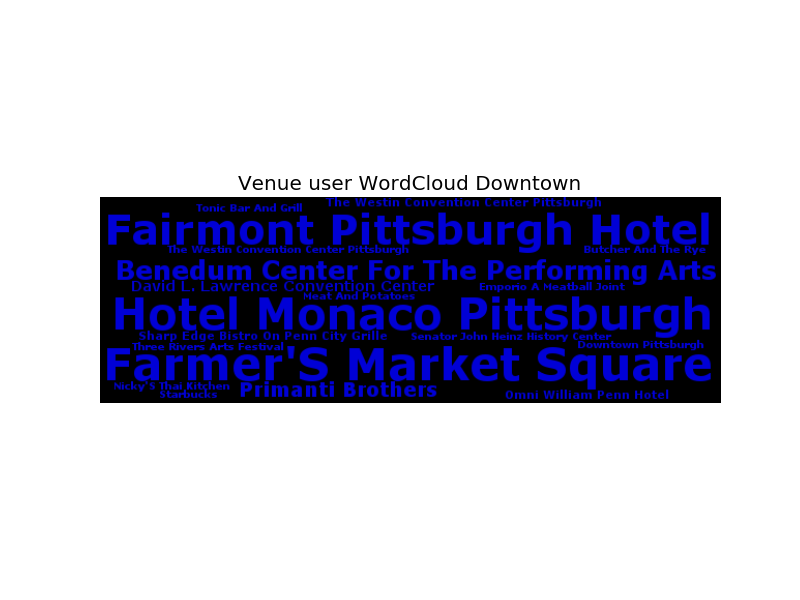 Venue user WordCloud Downtown
The Westin Convention Center Pittsburgh
Tonic Bar And Grill
Fairmont Pittsburgh Hotel
The Westin Convention Center Pittsburgh
Butcher And The Rye
Benedum Center For The Performing Arts
David L. Lawrence Convention Center
Emporio A Meatball Joint
Meat And Potatoes
Hotel Monaco Pittsburgh
Sharp Edge Bistro On Penn City Grille
Senator John Heinz History Center
Three Rivers Arts Festival
Downtown Pittsburgh
Farmer'S Market Square
Nicky'S Thai Kitchen
Primanti Brothers
Starbucks
Omni William Penn Hotel